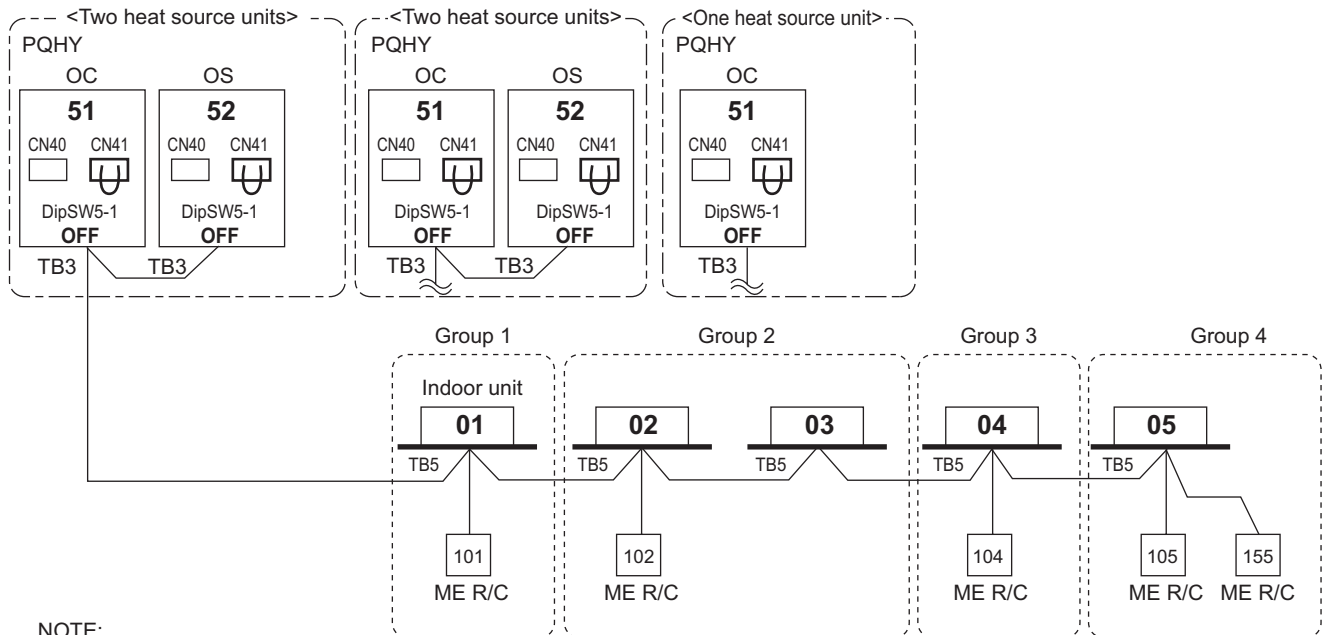 <Two heat source units> <Two heat source units> <One heat source unit>
PQHY PQHY PQHY
OC OS OC OS OC
51 52 51 52 51
CN40 CN41 CN40 CN41 CN40 CN41 CN40 CN41 CN40 CN41
DipSW5-1 DipSW5-1 DipSW5-1 DipSW5-1 DipSW5-1
OFF OFF OFF OFF OFF
TB3 TB3 TB3 TB3 TB3
Group 1 Group 2 Group 3 Group 4
Indoor unit
01 02 03 04 05
TB5 TB5 TB5 TB5 TB5
101 102 104 105 155
ME R/C ME R/C ME R/C ME R/C ME R/C
NOTE: